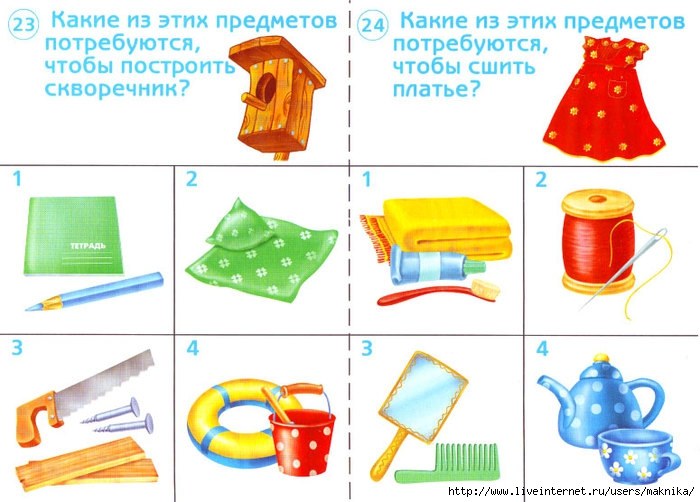 23 Какие из этих предметов
потребуются,
чтобы построить
скворечник?
1
ТЕТРАДЬ
2
3
4
24 Какие из этих предметов
потребуются,
чтобы сшить
платье?
1
2
3
4
http://www.liveinternet.ru/users/maknika/